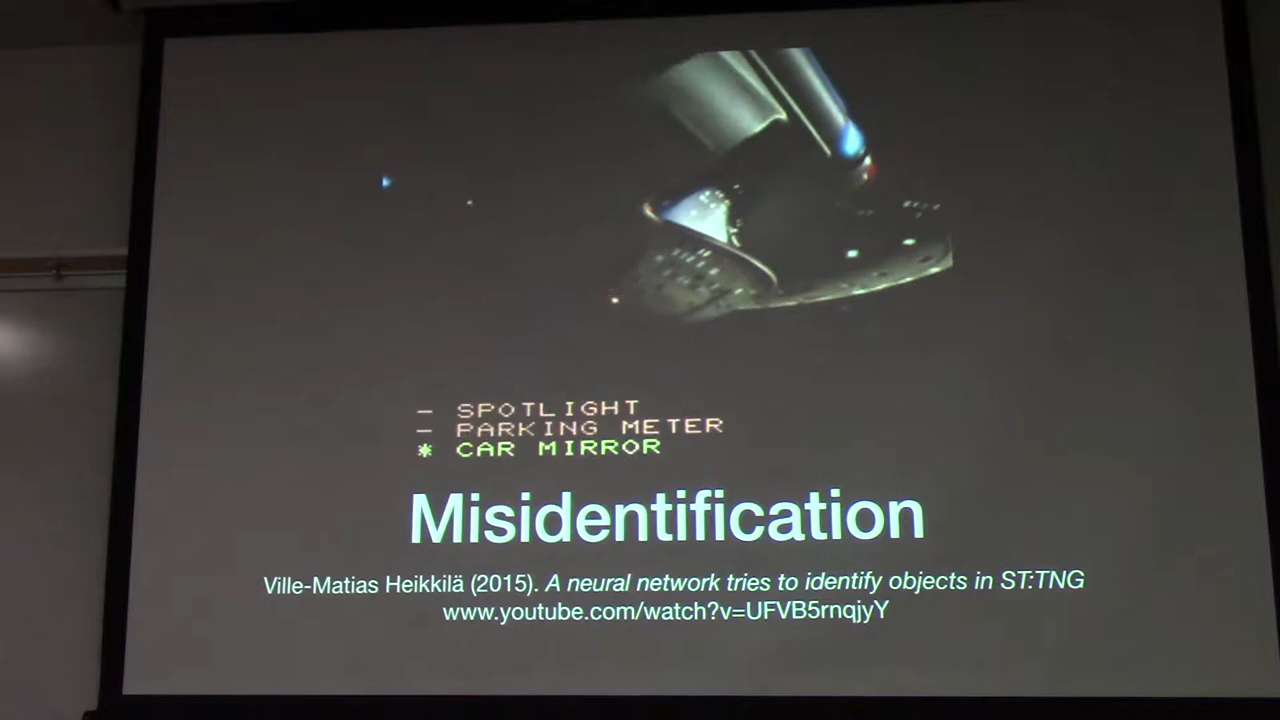 - SPOTLIGHT
- PARKING METER
* CAR MIRROR
Misidentification
Ville-Matias Heikkilä (2015). A neural network tries to identify objects in ST:TNG
www.youtube.com/watch?v=UFVB5rnqjyY